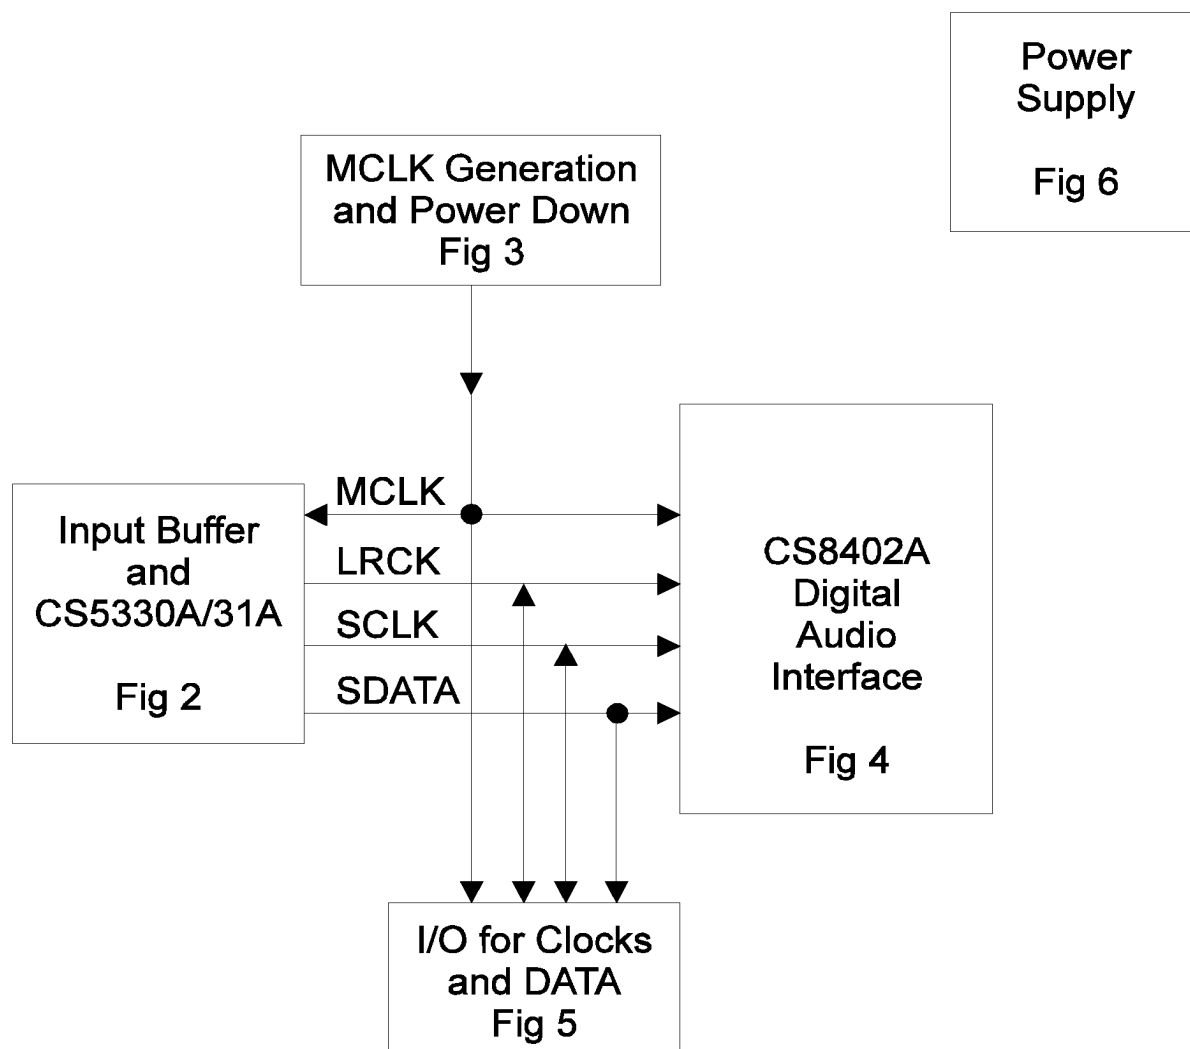 Power
Supply
Fig 6
MCLK Generation
and Power Down
Fig 3
MCLK
LRCK
SCLK
SDATA
Input Buffer
and
CS5330A/31A
Fig 2
CS8402A
Digital
Audio
Interface
Fig 4
I/O for Clocks
and DATA
Fig 5